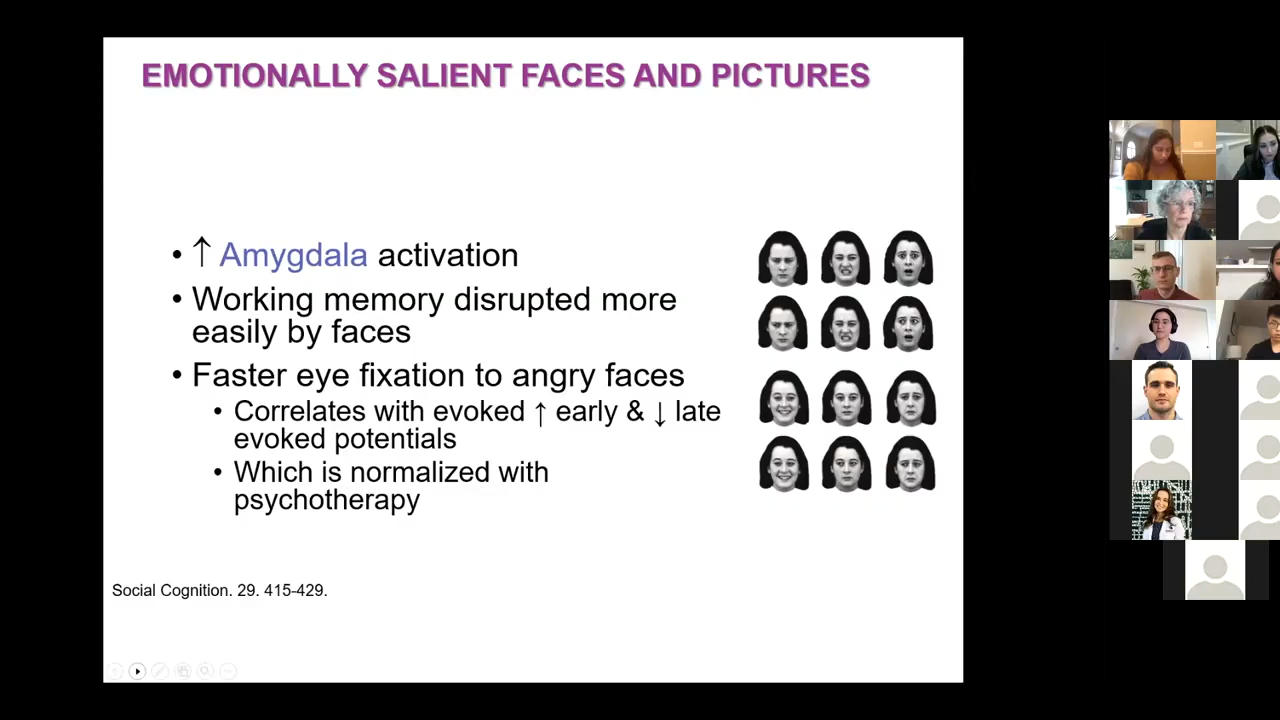 EMOTIONALLY SALIENT FACES AND PICTURES
• ↑ Amygdala activation
• Working memory disrupted more
easily by faces
• Faster eye fixation to angry faces
• Correlates with evoked ↑ early & ↓ late
evoked potentials
• Which is normalized with
psychotherapy
Social Cognition. 29. 415-429.